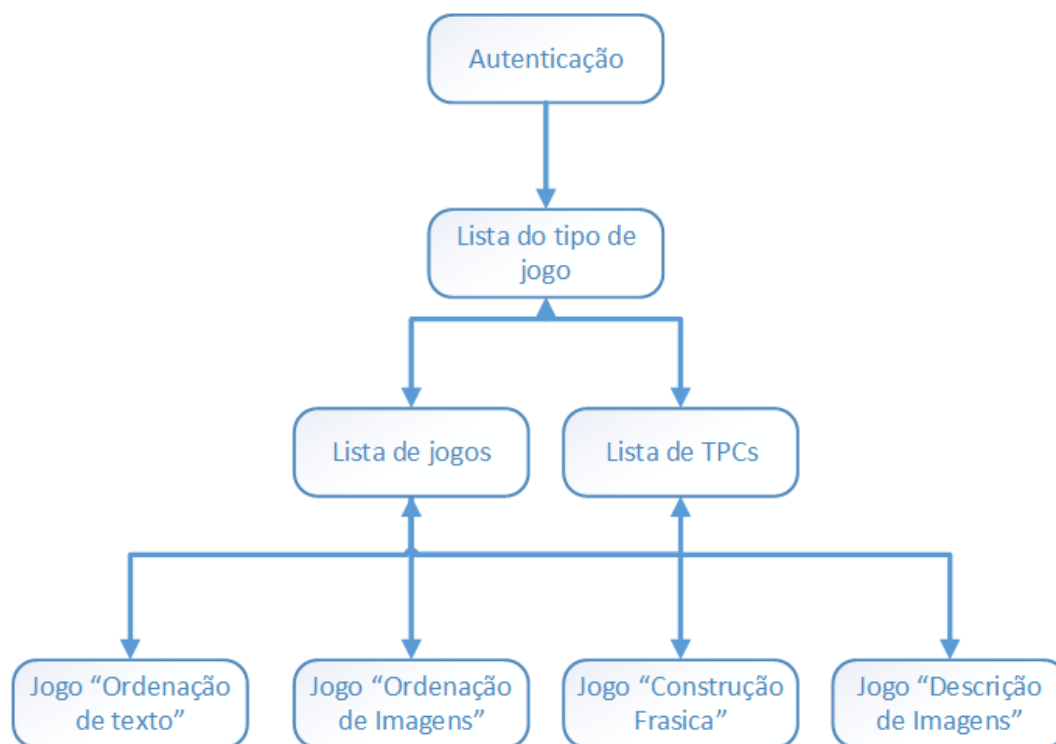 Autenticação
Lista do tipo de
jogo
Lista de jogos
Lista de TPCs
Jogo “Ordenação
de texto”
Jogo “Ordenação
de Imagens”
Jogo “Construção
Frasica”
Jogo “Descrição
de Imagens”